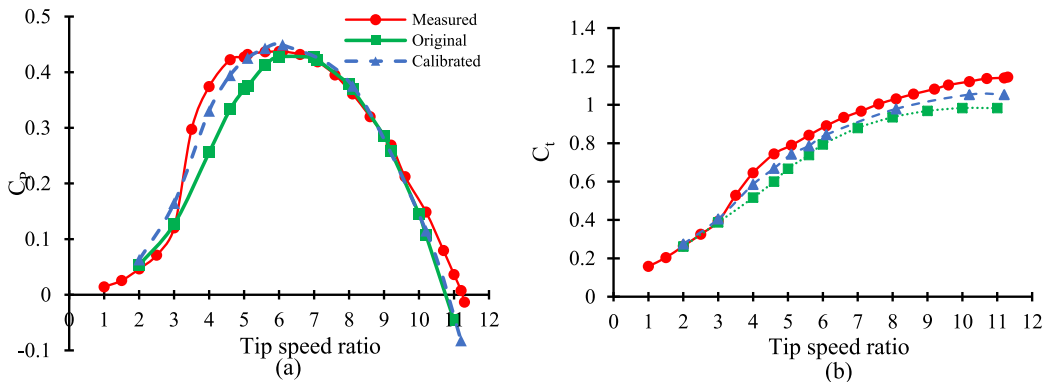 0.5
0.4
0.3
0.2
0.1
0
-0.1
C_P
0 1 2 3 4 5 6 7 8 9 10 11 12
Tip speed ratio
(a)
Measured
Original
Calibrated
1.4
1.2
1
0.8
0.6
0.4
0.2
0
C_t
0 1 2 3 4 5 6 7 8 9 10 11 12
Tip speed ratio
(b)